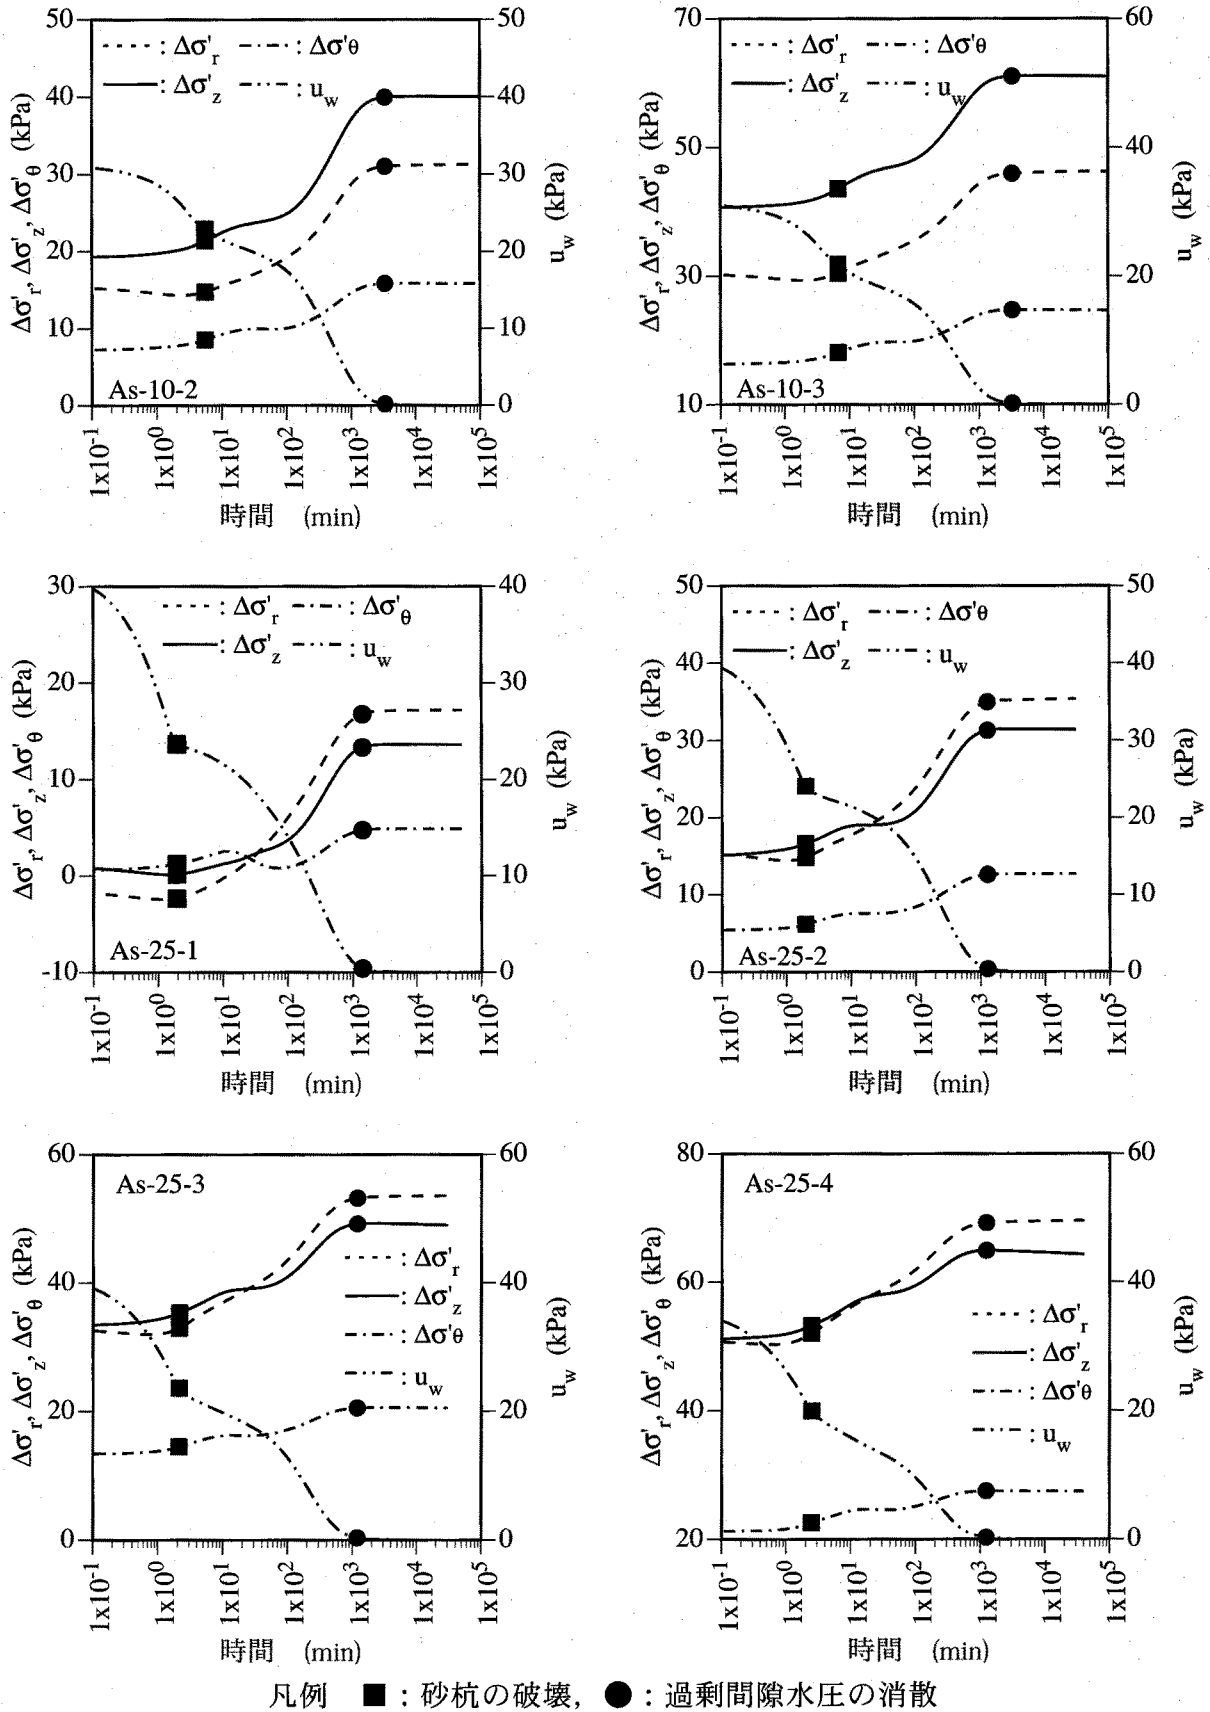 50 50 70 60
: Δσ'r : Δσ'θ : Δσ'r : Δσ'θ
: Δσ'z : uw : Δσ'z : uw
40 40 50 40
30 30
20 20 30 20
10 10
0 0 10 0
Δσ'r, Δσ'z, Δσ'θ (kPa) uw (kPa) Δσ'r, Δσ'z, Δσ'θ (kPa) uw (kPa)
As-10-2 As-10-3
1x10-1 1x100 1x101 1x102 1x103 1x104 1x105 1x10-1 1x100 1x101 1x102 1x103 1x104 1x105
時間 (min) 時間 (min)
30 40 50 50
: Δσ'r : Δσ'θ : Δσ'r : Δσ'θ
: Δσ'z : uw : Δσ'z : uw
20 30 40 40
10 20 30 30
0 10 20 20
-10 0 10 10
0 0
Δσ'r, Δσ'z, Δσ'θ (kPa) uw (kPa) Δσ'r, Δσ'z, Δσ'θ (kPa) uw (kPa)
As-25-1 As-25-2
1x10-1 1x100 1x101 1x102 1x103 1x104 1x105 1x10-1 1x100 1x101 1x102 1x103 1x104 1x105
時間 (min) 時間 (min)
60 60 80 60
As-25-3 As-25-4
40 40 60 40
20 20 40 20
0 0 20 0
: Δσ'r : Δσ'r
: Δσ'z : Δσ'z
: Δσ'θ : Δσ'θ
: uw : uw
Δσ'r, Δσ'z, Δσ'θ (kPa) uw (kPa) Δσ'r, Δσ'z, Δσ'θ (kPa) uw (kPa)
1x10-1 1x100 1x101 1x102 1x103 1x104 1x105 1x10-1 1x100 1x101 1x102 1x103 1x104 1x105
時間 (min) 時間 (min)
凡例 ■ : 砂杭の破壊, ● : 過剰間隙水圧の消散